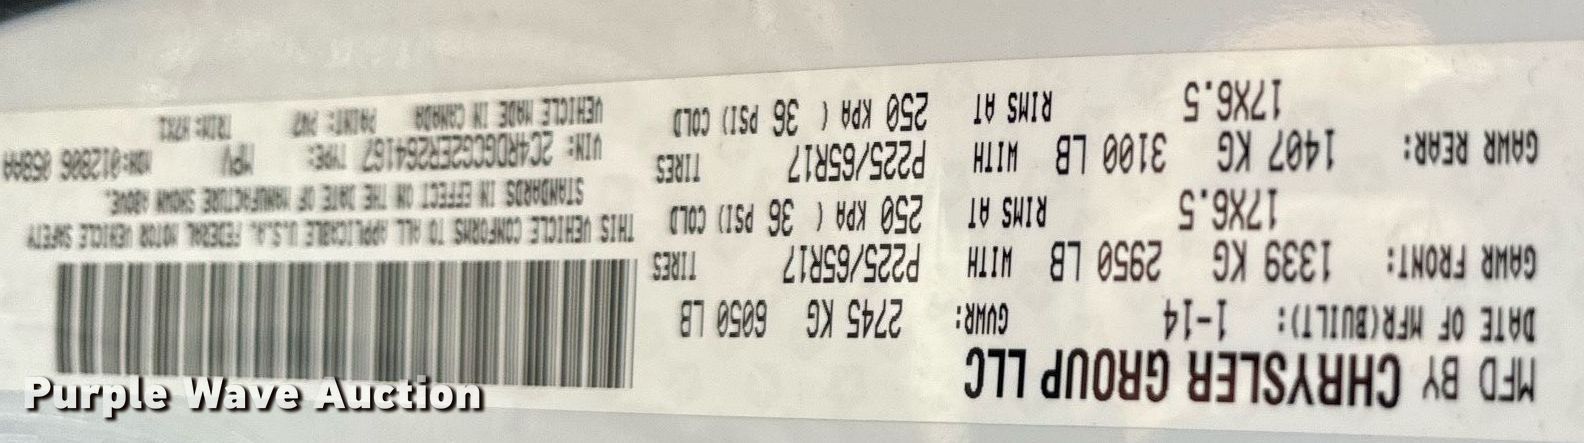 MFD BY CHRYSLER GROUP LLC
DATE OF MFR(BUILT): 1-14 GVWR: 2745 KG 6050 LB
GAWR FRONT: 1339 KG 2950 LB WITH P225/65R17 TIRES
17X6.5 RIMS AT 250 KPA ( 36 PSI) COLD
GAWR REAR: 1407 KG 3100 LB WITH P225/65R17 TIRES
17X6.5 RIMS AT 250 KPA ( 36 PSI) COLD
THIS VEHICLE CONFORMS TO ALL APPLICABLE U.S.A. FEDERAL MOTOR VEHICLE SAFETY
STANDARDS IN EFFECT ON THE DATE OF MANUFACTURE SHOWN ABOVE.
VIN: 2C4RDGCG2ER264167 TYPE: MPV MDH:012806 058AA
VEHICLE MADE IN CANADA PAINT: PW7 TRIM: H7X1
Purple Wave Auction